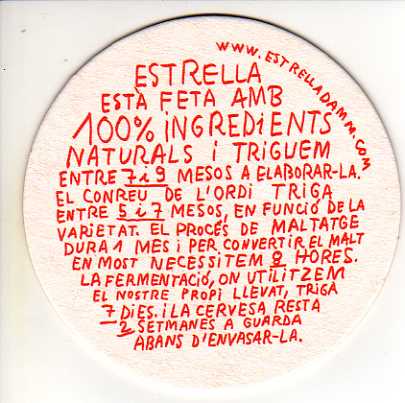 WWW.ESTRELLADAMM.COM
ESTRELLA
ESTÀ FETA AMB
100% iNGREDiENTS
NATURALS i TRIGUEM
ENTRE 7 i 9 MESOS A ELABORAR-LA.
EL CONREU DE L'ORDI TRIGA
ENTRE 5 i 7 MESOS, EN FUNCIÓ DE LA
VARIETAT. EL PROCÉS DE MALTATGE
DURA 1 MES i PER CONVERTIR EL MALT
EN MOST NECESSITEM 8 HORES.
LA FERMENTACIÓ, ON UTILITZEM
EL NOSTRE PROPI LLEVAT, TRIGA
7 DIES. i LA CERVESA RESTA
2 SETMANES A GUARDA
ABANS D'ENVASAR-LA.